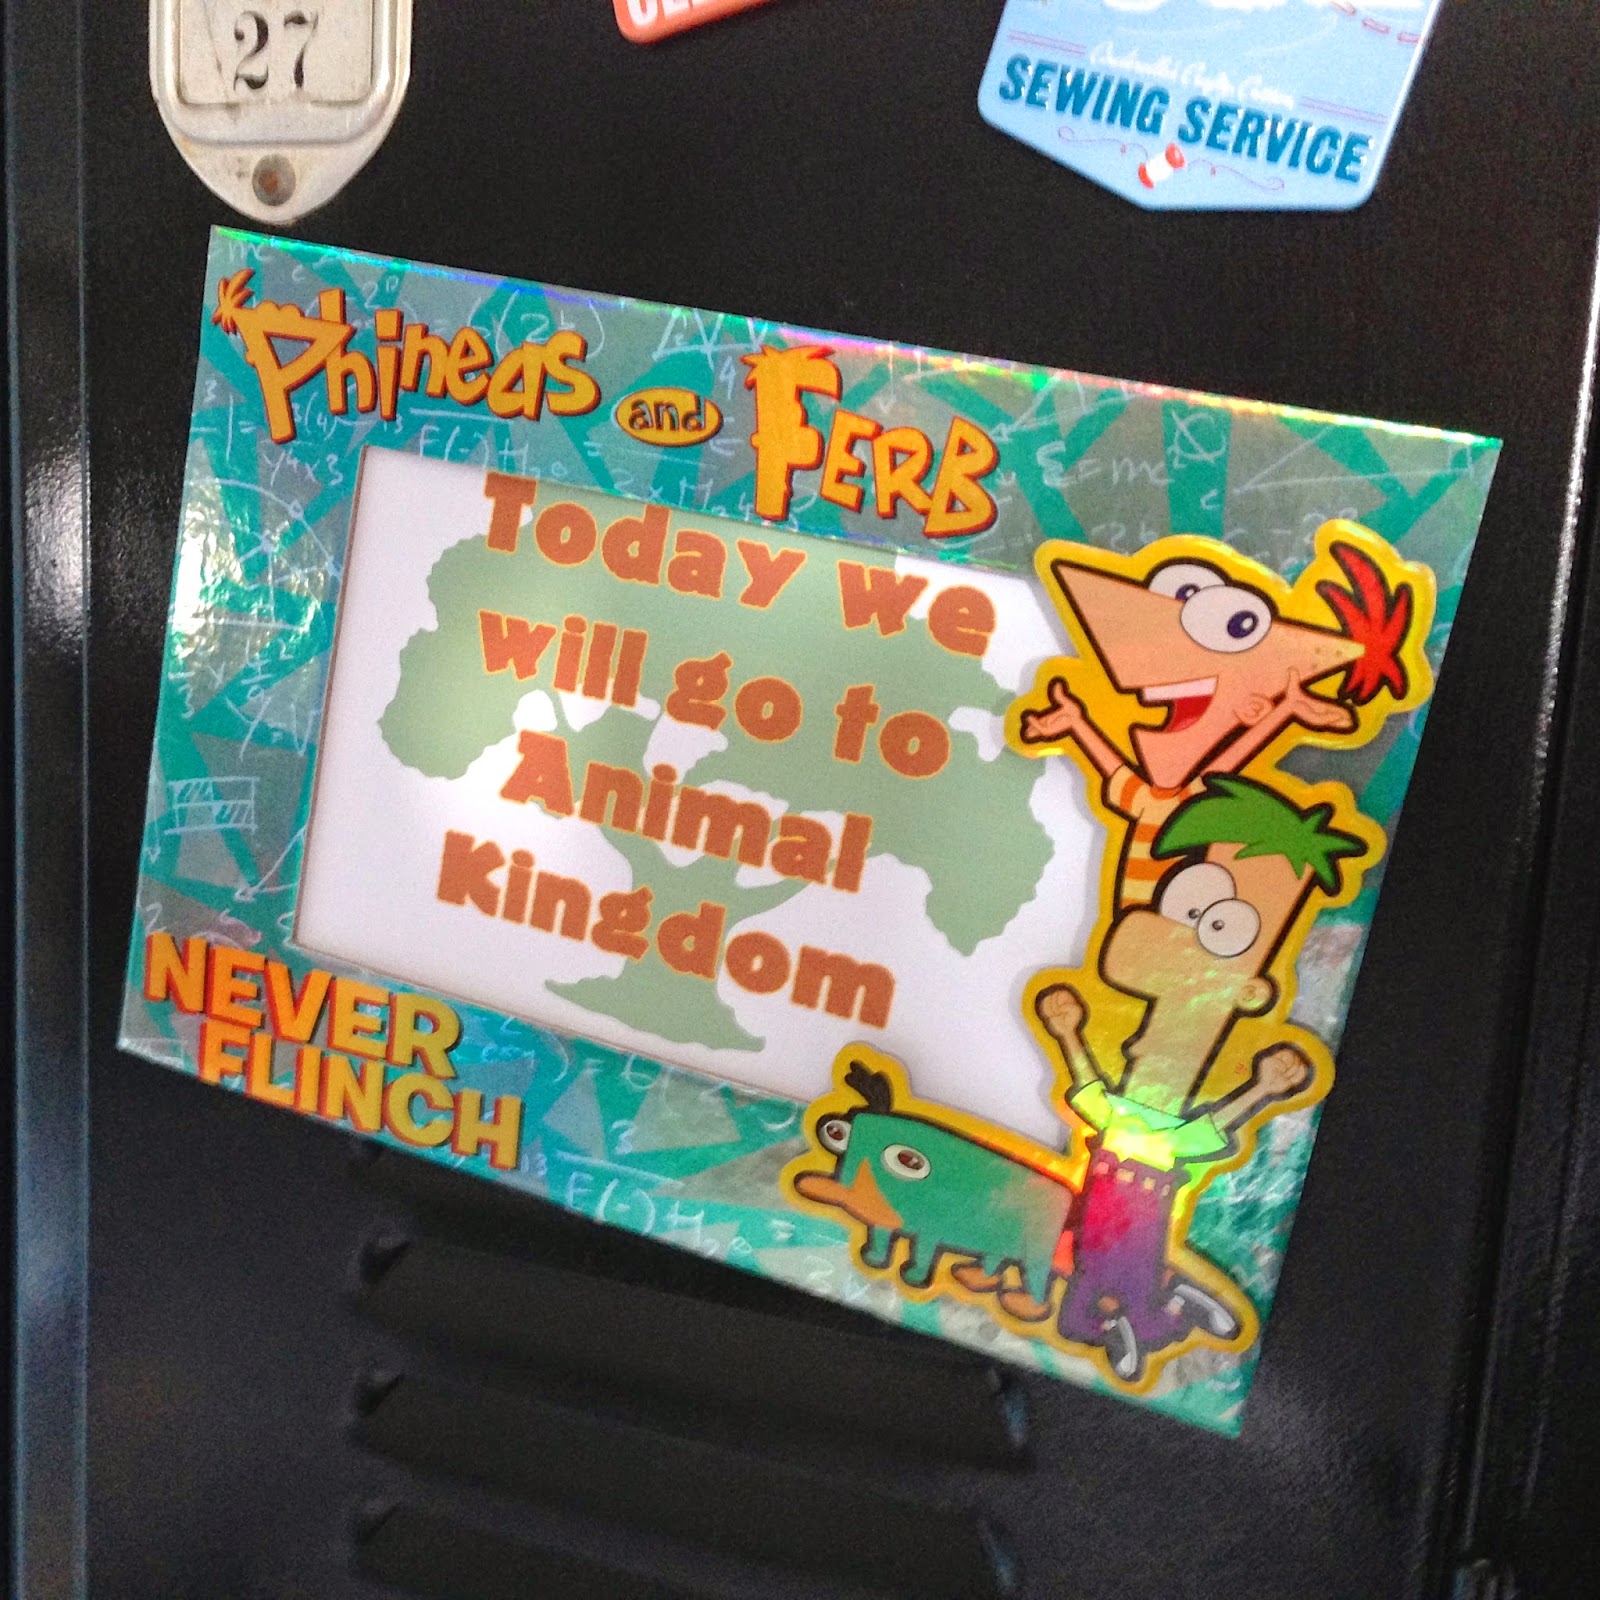 27
SEWING SERVICE
Phineas and FERB
Today we
will go to
Animal
Kingdom
NEVER
FLINCH